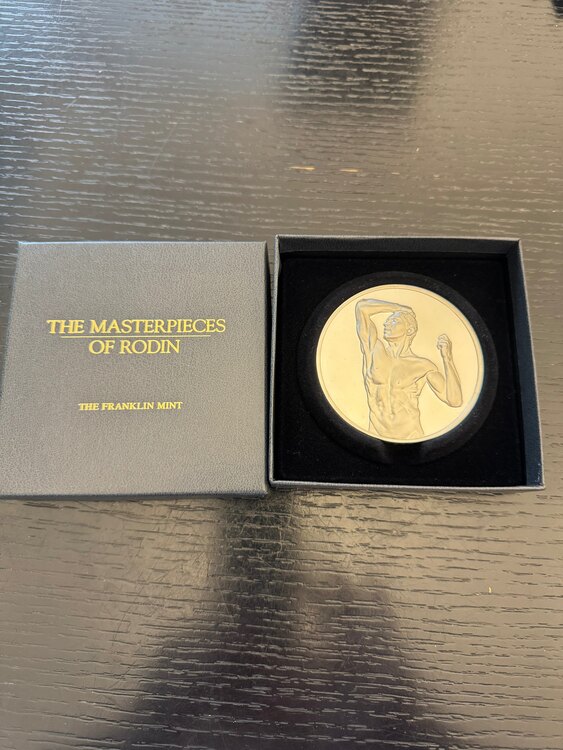 THE MASTERPIECES
OF RODIN
THE FRANKLIN MINT